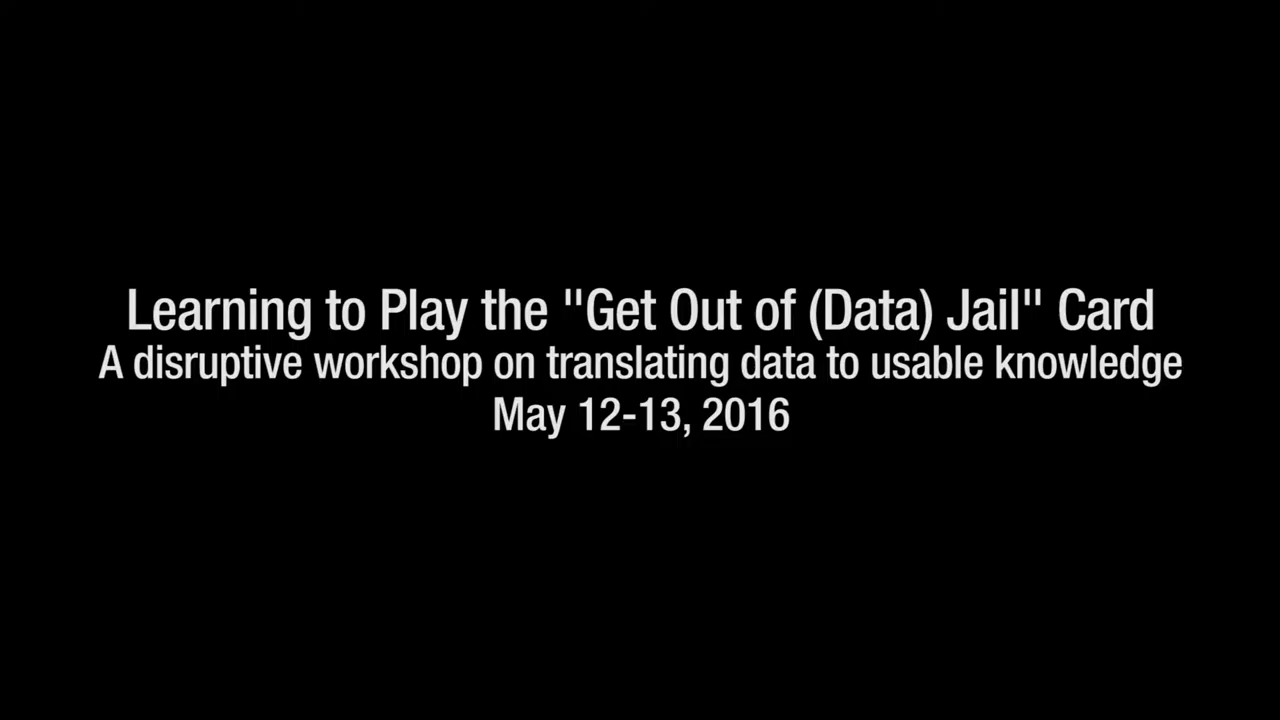 Learning to Play the "Get Out of (Data) Jail" Card
A disruptive workshop on translating data to usable knowledge
May 12-13, 2016